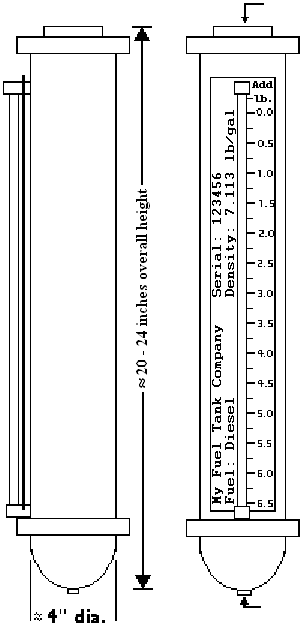 ≈ 20 - 24 inches overall height
≈ 4" dia.
Add
lb.
0.0
0.5
1.0
1.5
2.0
2.5
3.0
3.5
4.0
4.5
5.0
5.5
6.0
6.5
My Fuel Tank Company Serial: 123456
Fuel: Diesel Density: 7.113 lb/gal